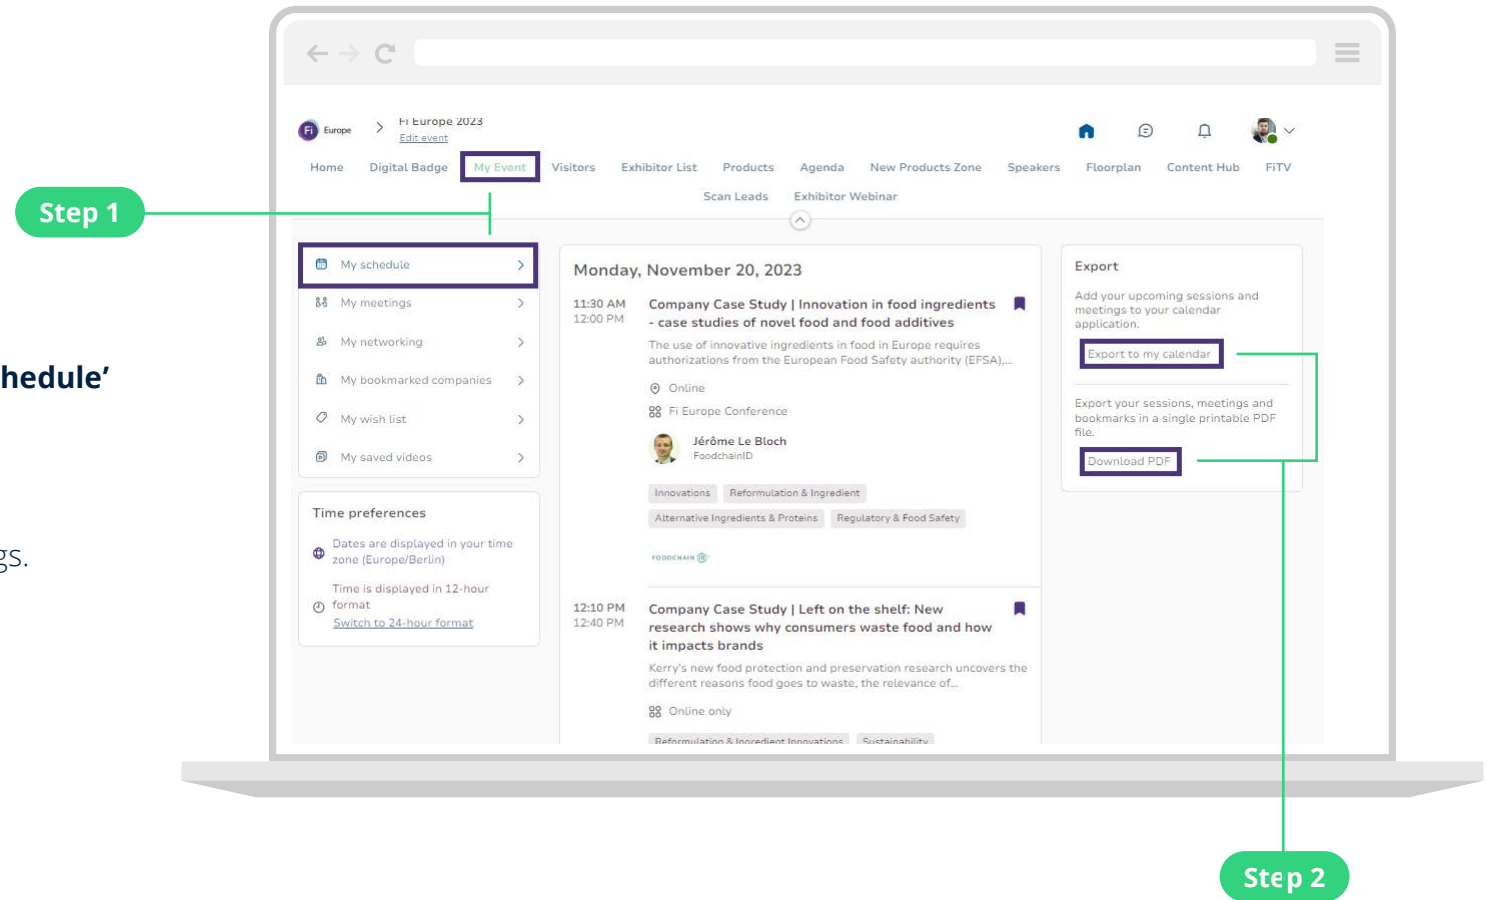 Fi Europe
Fi Europe 2023
Edit event
Home Digital Badge My Event Visitors Exhibitor List Products Agenda New Products Zone Speakers Floorplan Content Hub FiTV
Scan Leads Exhibitor Webinar
Step 1
hedule’
gs.
My schedule
My meetings
My networking
My bookmarked companies
My wish list
My saved videos
Time preferences
Dates are displayed in your time
zone (Europe/Berlin)
Time is displayed in 12-hour
format
Switch to 24-hour format
Monday, November 20, 2023
11:30 AM
12:00 PM
Company Case Study | Innovation in food ingredients
- case studies of novel food and food additives
The use of innovative ingredients in food in Europe requires
authorizations from the European Food Safety authority (EFSA),...
Online
Fi Europe Conference
Jérôme Le Bloch
FoodchainID
Innovations Reformulation & Ingredient
Alternative Ingredients & Proteins Regulatory & Food Safety
FOODCHAIN ID
12:10 PM
12:40 PM
Company Case Study | Left on the shelf: New
research shows why consumers waste food and how
it impacts brands
Kerry's new food protection and preservation research uncovers the
different reasons food goes to waste, the relevance of...
Online only
Reformulation & Ingredient Innovations Sustainability
Export
Add your upcoming sessions and
meetings to your calendar
application.
Export to my calendar
Export your sessions, meetings and
bookmarks in a single printable PDF
file.
Download PDF
Step 2